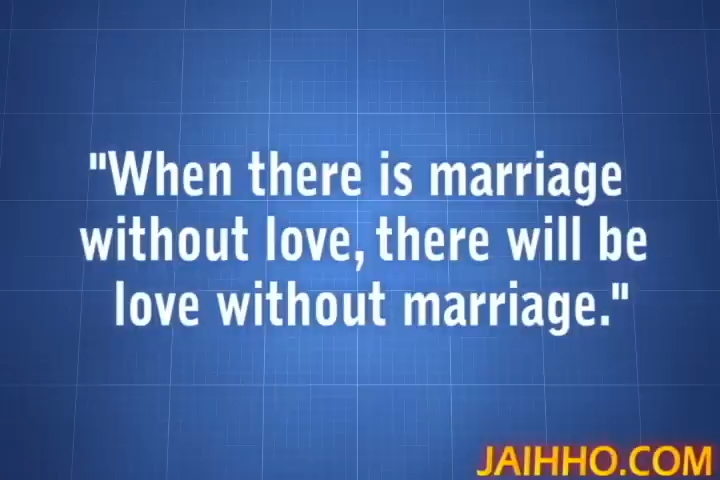 "When there is marriage
without love, there will be
love without marriage."
JAIHHO.COM